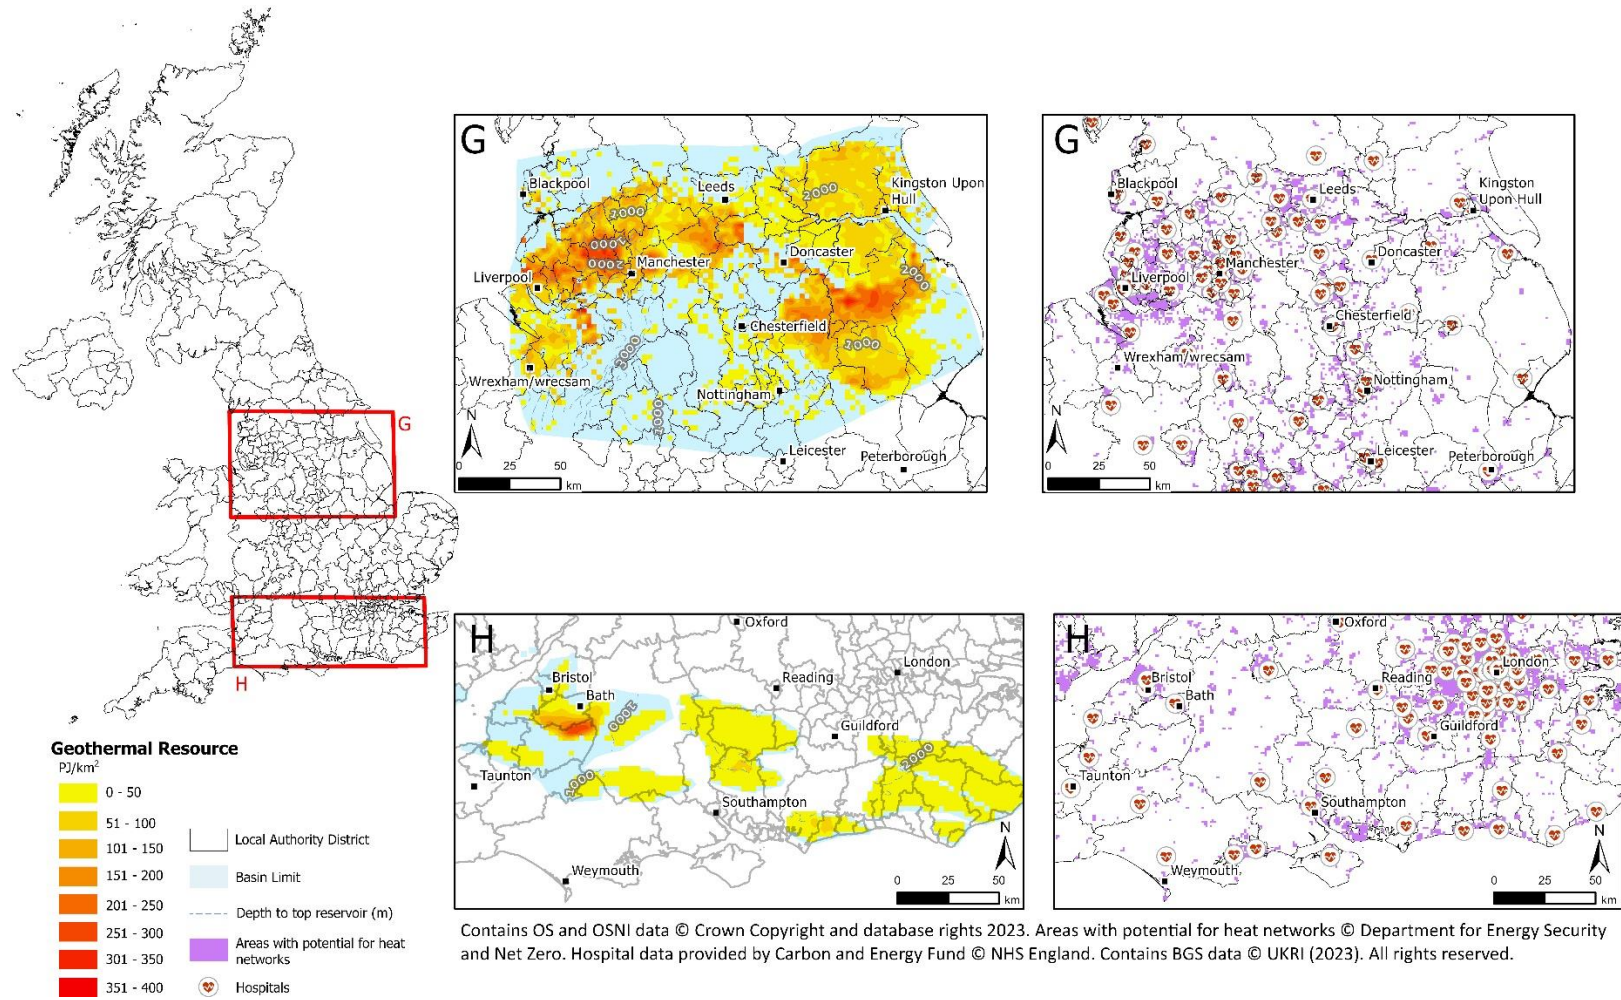 G
H
G
Blackpool
Leeds
Kingston Upon
Hull
2000
1000
1000
2000
Manchester
Doncaster
Liverpool
2000
Chesterfield
3000
1000
Wrexham/wrecsam
Nottingham
1000
Leicester
Peterborough
N
0 25 50
km
G
Blackpool
Leeds
Kingston
Upon Hull
Manchester
Doncaster
Liverpool
Chesterfield
Wrexham/wrecsam
Nottingham
Leicester
Peterborough
N
0 25 50
km
H
Oxford
London
Bristol
Reading
Bath
1000
Guildford
2000
Taunton
1000
Southampton
Weymouth
N
0 25 50
km
H
Oxford
London
Bristol
Reading
Bath
Guildford
Taunton
Southampton
Weymouth
N
0 25 50
km
Geothermal Resource
PJ/km²
0 - 50
51 - 100
101 - 150
151 - 200
201 - 250
251 - 300
301 - 350
351 - 400
Local Authority District
Basin Limit
Depth to top reservoir (m)
Areas with potential for heat
networks
Hospitals
Contains OS and OSNI data © Crown Copyright and database rights 2023. Areas with potential for heat networks © Department for Energy Security
and Net Zero. Hospital data provided by Carbon and Energy Fund © NHS England. Contains BGS data © UKRI (2023). All rights reserved.